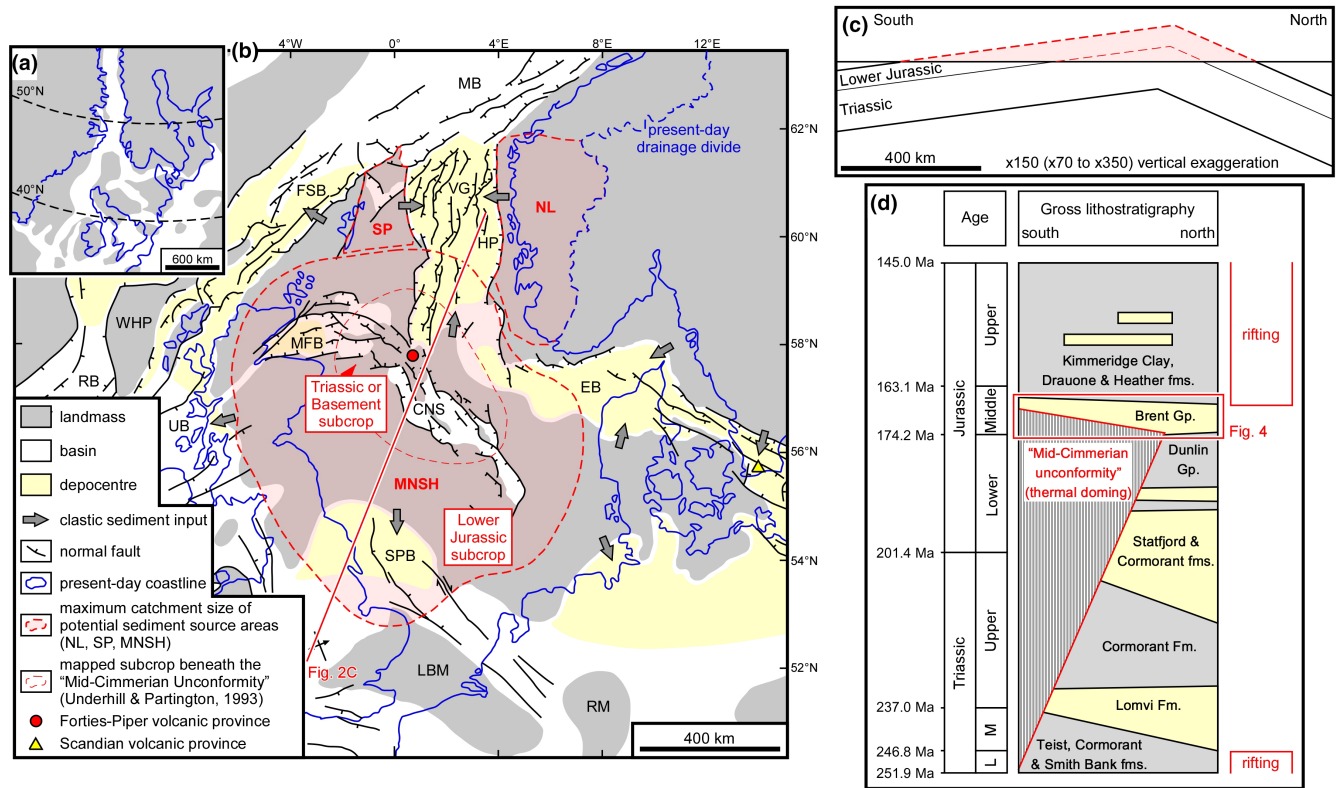 (a)
50°N
40°N
600 km
(b)
4°W
0°
4°E
8°E
12°E
62°N
60°N
58°N
56°N
54°N
52°N
MB
present-day
drainage divide
FSB
VG
NL
SP
HP
WHP
MFB
RB
Triassic or
Basement
subcrop
EB
CNS
UB
MNSH
Lower
Jurassic
subcrop
SPB
Fig. 2C
LBM
RM
400 km
landmass
basin
depocentre
clastic sediment input
normal fault
present-day coastline
maximum catchment size of
potential sediment source areas
(NL, SP, MNSH)
mapped subcrop beneath the
“Mid-Cimmerian Unconformity”
(Underhill & Partington, 1993)
Forties-Piper volcanic province
Scandian volcanic province
(c)
South
North
Lower Jurassic
Triassic
400 km
x150 (x70 to x350) vertical exaggeration
(d)
Age
Gross lithostratigraphy
south
north
145.0 Ma
163.1 Ma
174.2 Ma
201.4 Ma
237.0 Ma
246.8 Ma
251.9 Ma
Jurassic
Triassic
Upper
Middle
Lower
Upper
M
L
Kimmeridge Clay,
Drauone & Heather fms.
rifting
Brent Gp.
Fig. 4
“Mid-Cimmerian
unconformity”
(thermal doming)
Dunlin
Gp.
Statfjord &
Cormorant fms.
Cormorant Fm.
Lomvi Fm.
Teist, Cormorant
& Smith Bank fms.
rifting